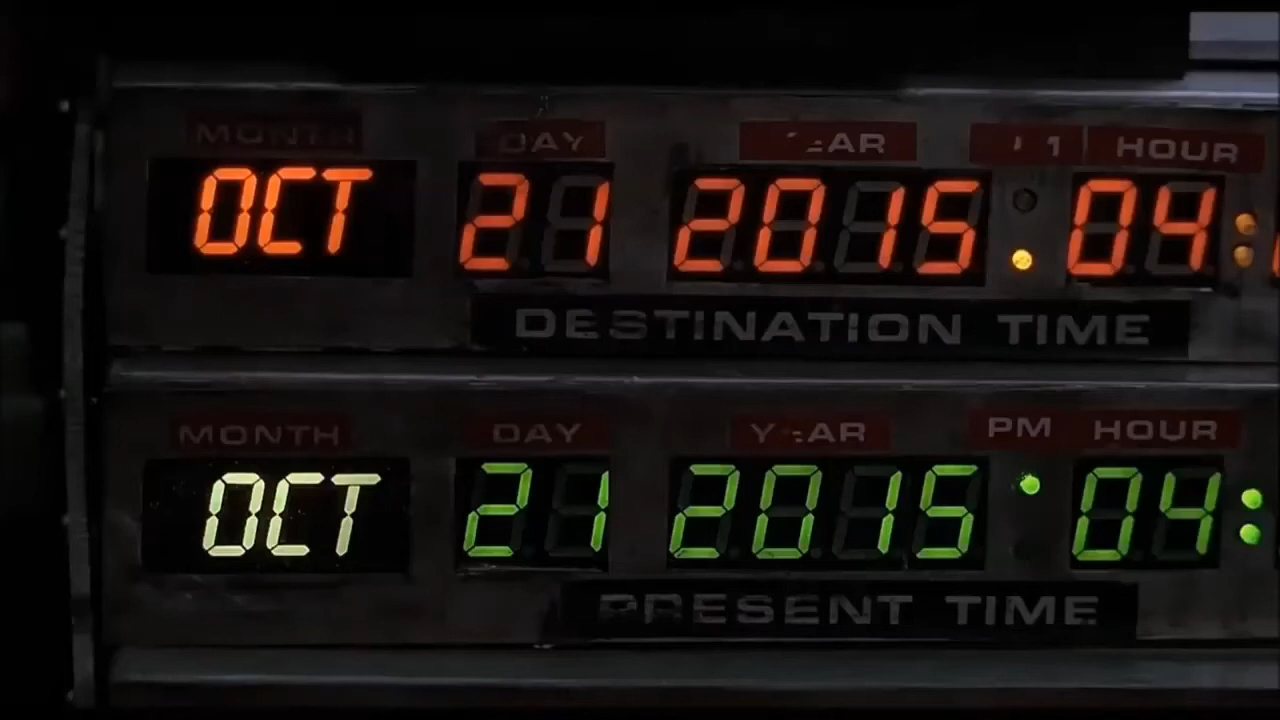 MONTH DAY HOUR
OCT 21 2015 04:
DESTINATION TIME
MONTH DAY YEAR PM HOUR
OCT 21 2015 04:
PRESENT TIME